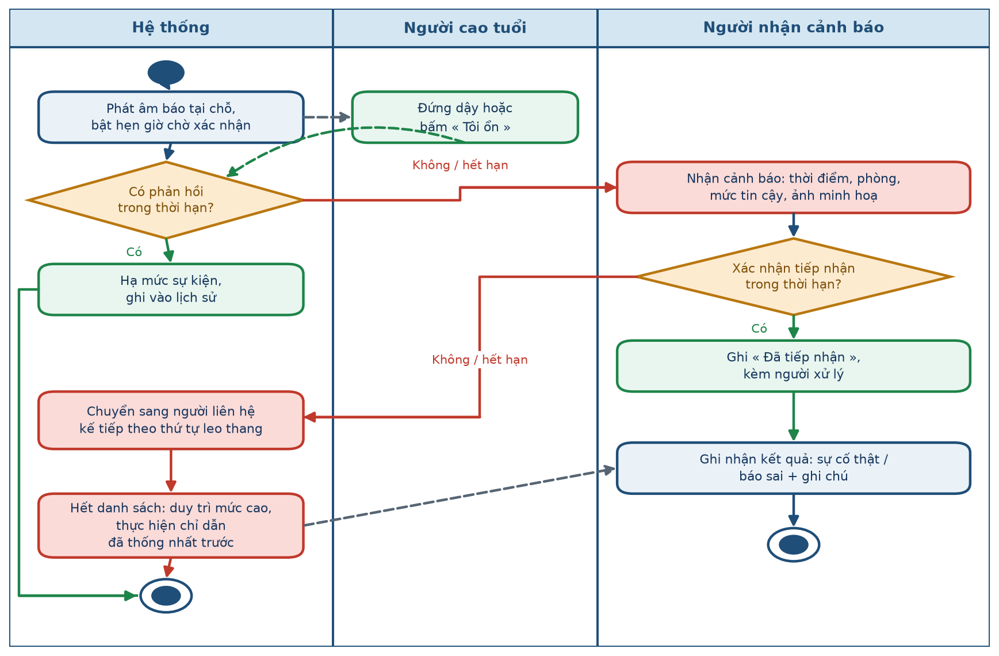 Hệ thống
Người cao tuổi
Người nhận cảnh báo
Phát âm báo tại chỗ,
bật hẹn giờ chờ xác nhận
Đứng dậy hoặc
bấm « Tôi ổn »
Không / hết hạn
Nhận cảnh báo: thời điểm, phòng,
mức tin cậy, ảnh minh hoạ
Có phản hồi
trong thời hạn?
Có
Hạ mức sự kiện,
ghi vào lịch sử
Xác nhận tiếp nhận
trong thời hạn?
Có
Không / hết hạn
Ghi « Đã tiếp nhận »,
kèm người xử lý
Chuyển sang người liên hệ
kế tiếp theo thứ tự leo thang
Ghi nhận kết quả: sự cố thật /
báo sai + ghi chú
Hết danh sách: duy trì mức cao,
thực hiện chỉ dẫn
đã thống nhất trước